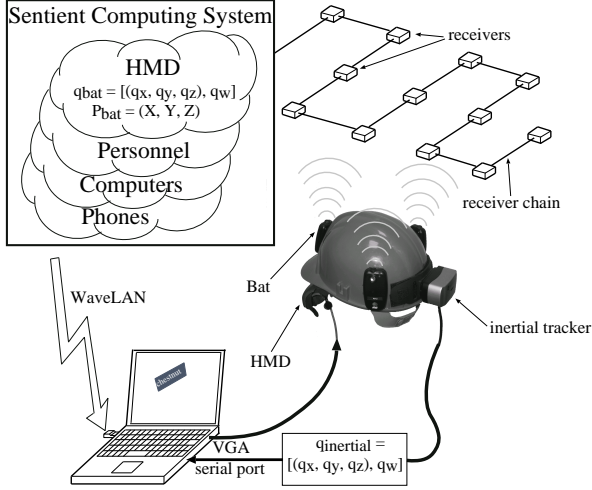 Sentient Computing System
HMD
qbat = [(qx, qy, qz), qw]
Pbat = (X, Y, Z)
Personnel
Computers
Phones
receivers
receiver chain
Bat
WaveLAN
HMD
inertial tracker
chestnut
VGA
serial port
qinertial =
[(qx, qy, qz), qw]